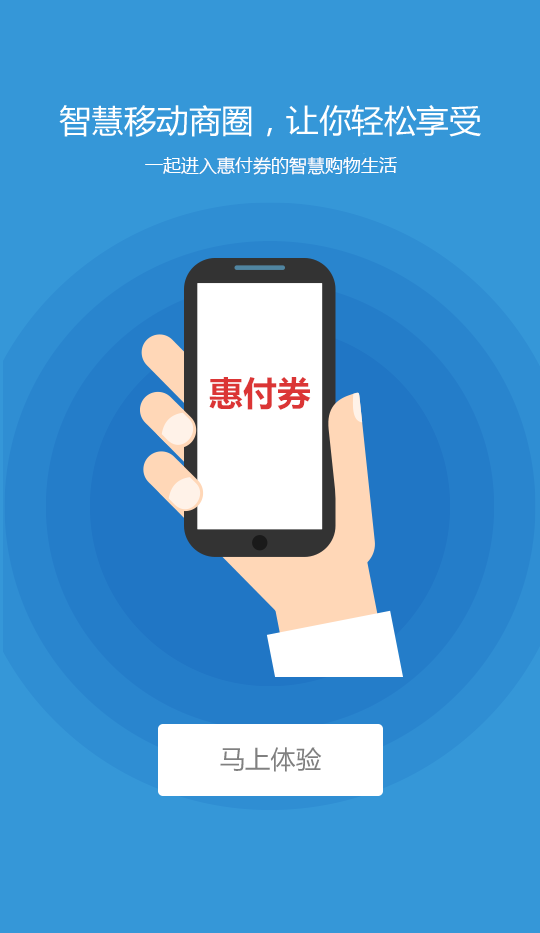 智慧移动商圈，让你轻松享受
一起进入惠付券的智慧购物生活
惠付券
马上体验